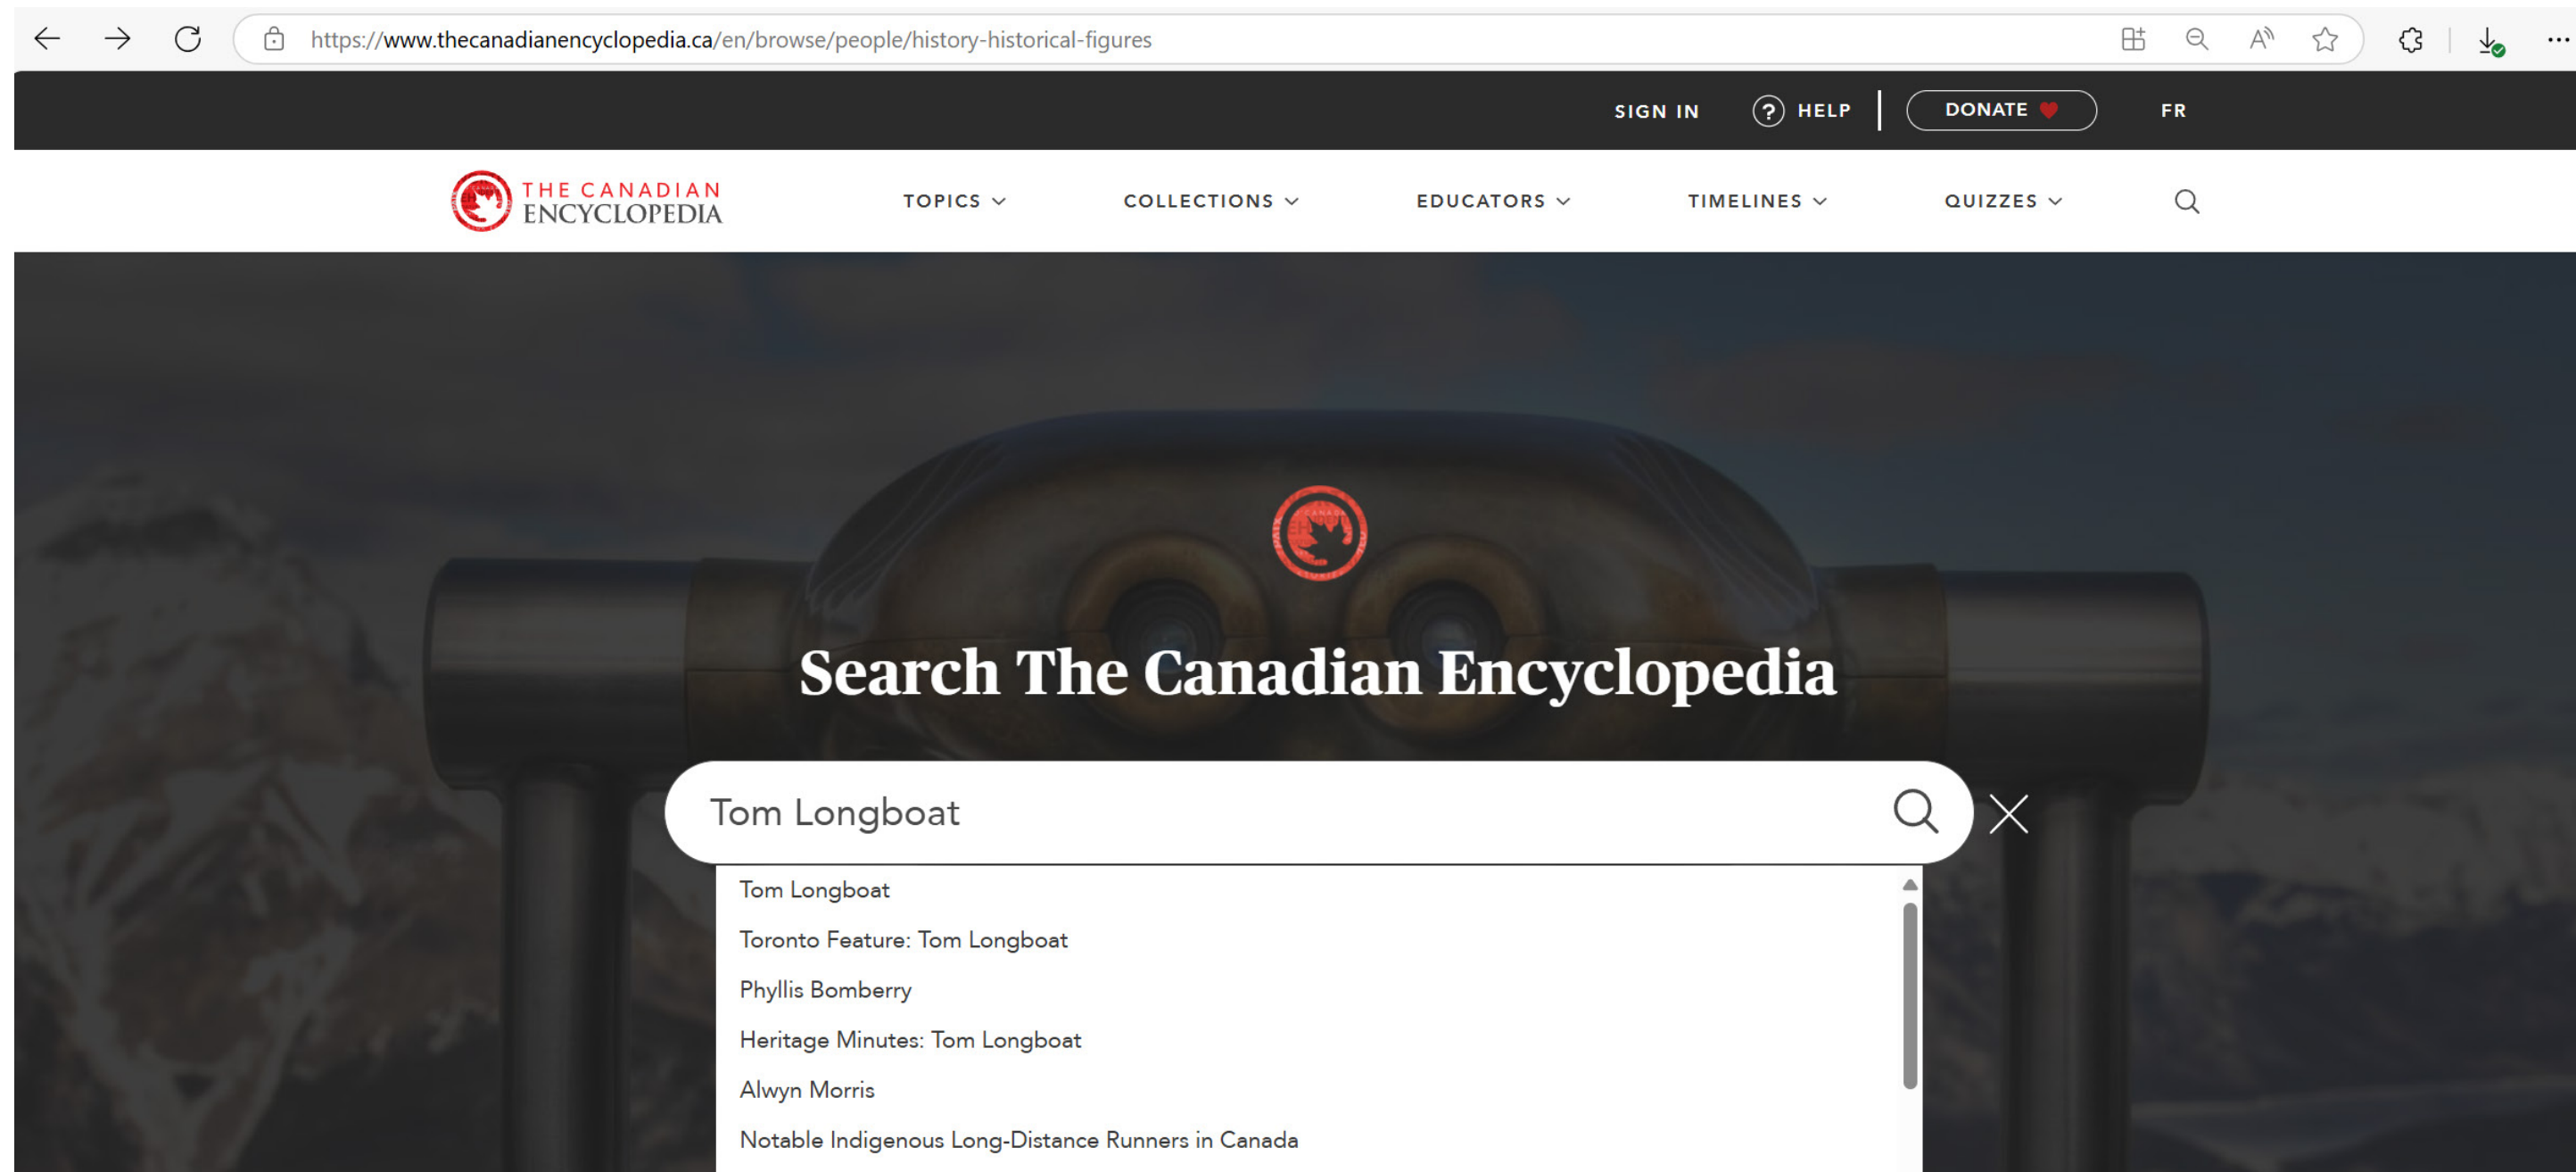 https://www.thecanadianencyclopedia.ca/en/browse/people/history-historical-figures
SIGN IN ? HELP DONATE FR
THE CANADIAN
ENCYCLOPEDIA
TOPICS COLLECTIONS EDUCATORS TIMELINES QUIZZES
Search The Canadian Encyclopedia
Tom Longboat
Tom Longboat
Toronto Feature: Tom Longboat
Phyllis Bomberry
Heritage Minutes: Tom Longboat
Alwyn Morris
Notable Indigenous Long-Distance Runners in Canada